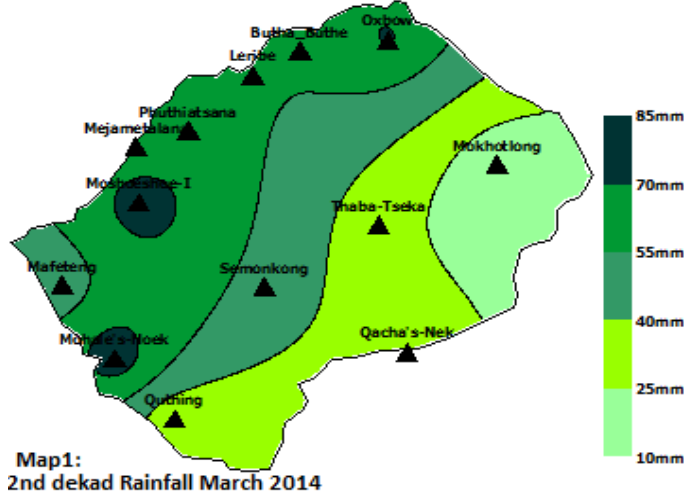 Oxbow
Butha_Buthe
Leribe
Phuthiatsana
Mejametalana
Mokhotlong
Moshoeshoe-I
Thaba-Tseka
Mafeteng
Semonkong
Mohale's-Hoek
Qacha's-Nek
Quthing
85mm
70mm
55mm
40mm
25mm
10mm
Map1:
2nd dekad Rainfall March 2014